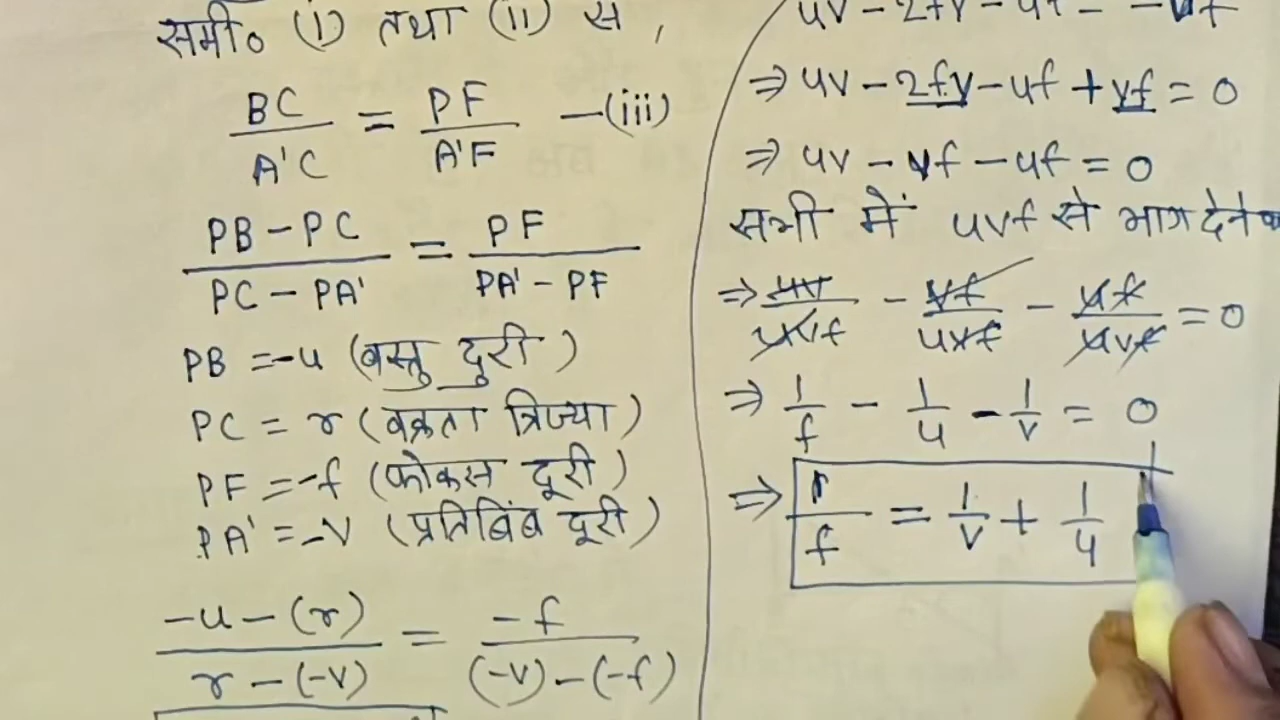 समी० (i) तथा (ii) से,
BC/A'C = PF/A'F —(iii)
PB - PC / PC - PA' = PF / PA' - PF
PB = -u (वस्तु दुरी)
PC = r (वक्रता त्रिज्या)
PF = -f (फोकस दूरी)
PA' = -v (प्रतिबिंब दूरी)
-u - (r) / r - (-v) = -f / (-v) - (-f)
⇒ uv - 2fv - uf + vf = 0
⇒ uv - vf - uf = 0
सभी में uvf से भाग देने
⇒ uv/uvf - vf/uvf - uf/uvf = 0
⇒ 1/f - 1/u - 1/v = 0
⇒ 1/f = 1/v + 1/u